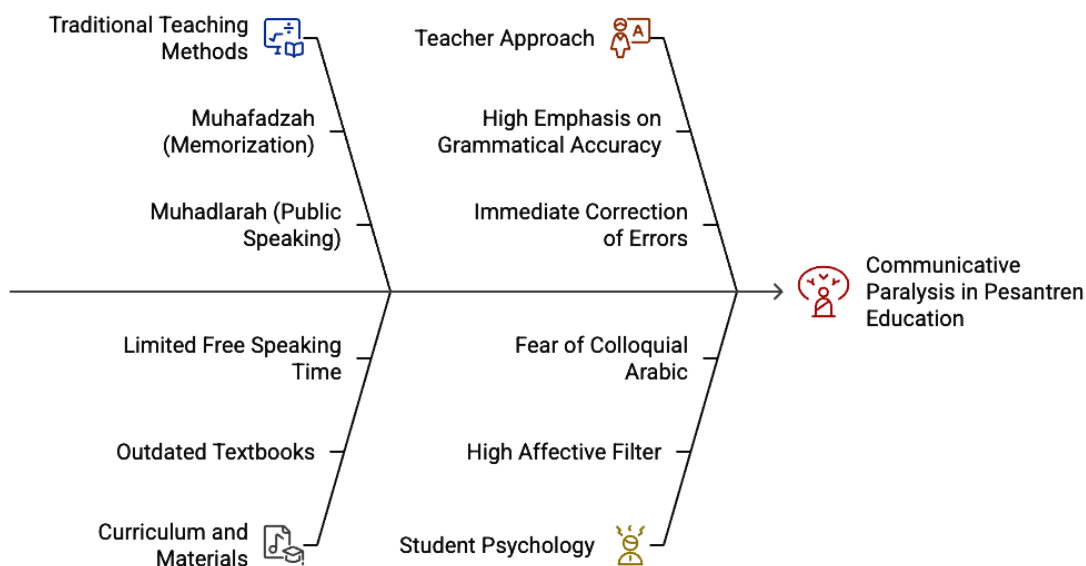 Traditional Teaching
Methods
Muhafadzah
(Memorization)
Muhadlarah (Public
Speaking)
Teacher Approach
A
High Emphasis on
Grammatical Accuracy
Immediate Correction
of Errors
Communicative
Paralysis in Pesantren
Education
Limited Free Speaking
Time
Outdated Textbooks
Curriculum and
Materials
Fear of Colloquial
Arabic
High Affective Filter
Student Psychology